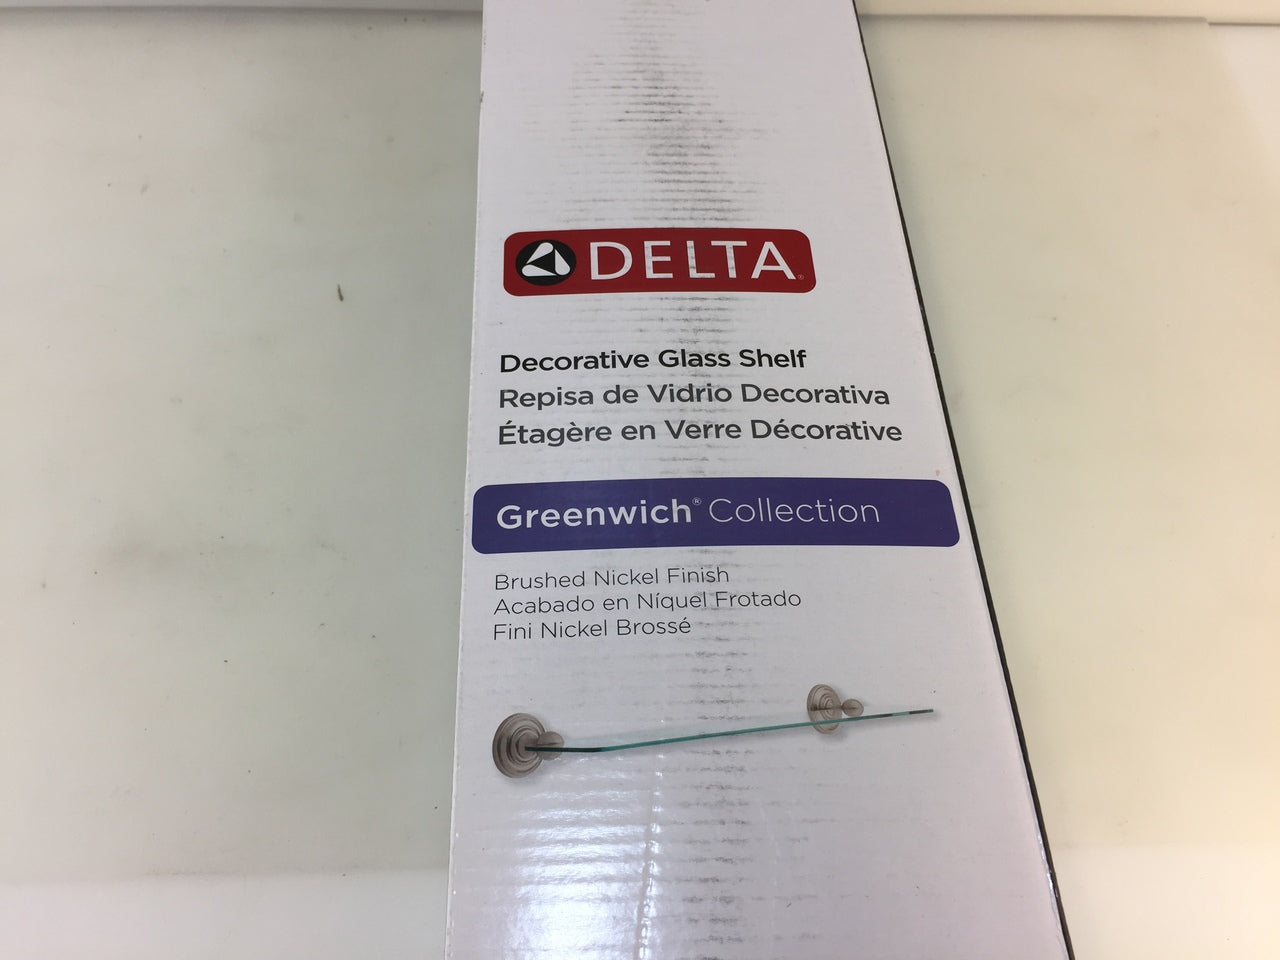 DELTA®
Decorative Glass Shelf
Repisa de Vidrio Decorativa
Étagère en Verre Décorative
Greenwich® Collection
Brushed Nickel Finish
Acabado en Níquel Frotado
Fini Nickel Brossé